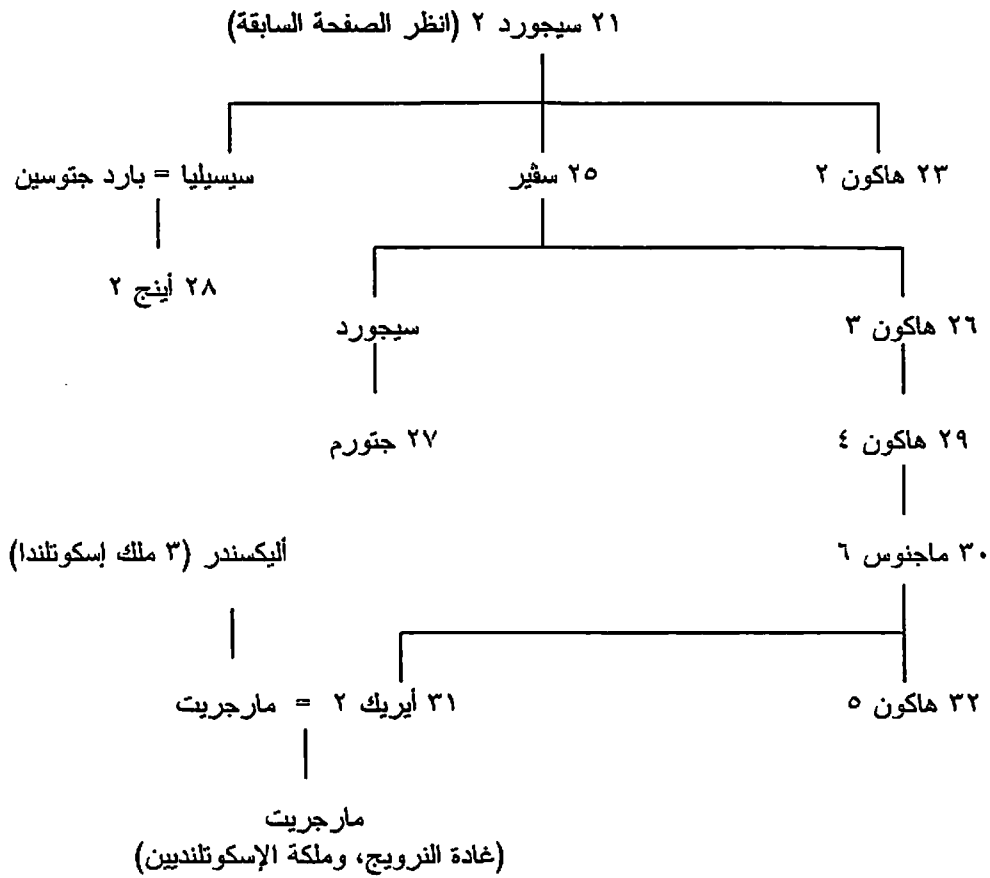 ٢١ سيجورد ٢ (انظر الصفحة السابقة)
٢٣ هاكون ٢
٢٥ سڤير
سيسيليا = بارد جتوسين
٢٨ أينج ٢
٢٦ هاكون ٣
سيجورد
٢٩ هاكون ٤
٢٧ جتورم
٣٠ ماجنوس ٦
أليكسندر (٣ ملك إسكوتلندا)
٣٢ هاكون ٥
٣١ أيريك ٢ = مارجريت
مارجريت
(غادة النرويج، وملكة الإسكوتلنديين)